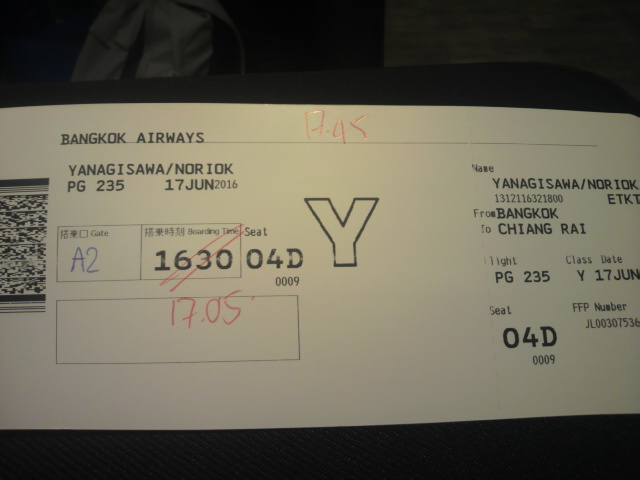 17.45
BANGKOK AIRWAYS
YANAGISAWA/NORIOK
PG 235 17JUN2016
搭乗口 Gate 搭乗時刻 Boarding Time Seat
A2 1630 04D
0009
17.05
Y
Name
YANAGISAWA/NORIOK
1312116321800 ETKT
From BANGKOK
To CHIANG RAI
light Class Date
PG 235 Y 17JUN
Seat FFP Number
JL00307536
04D
0009